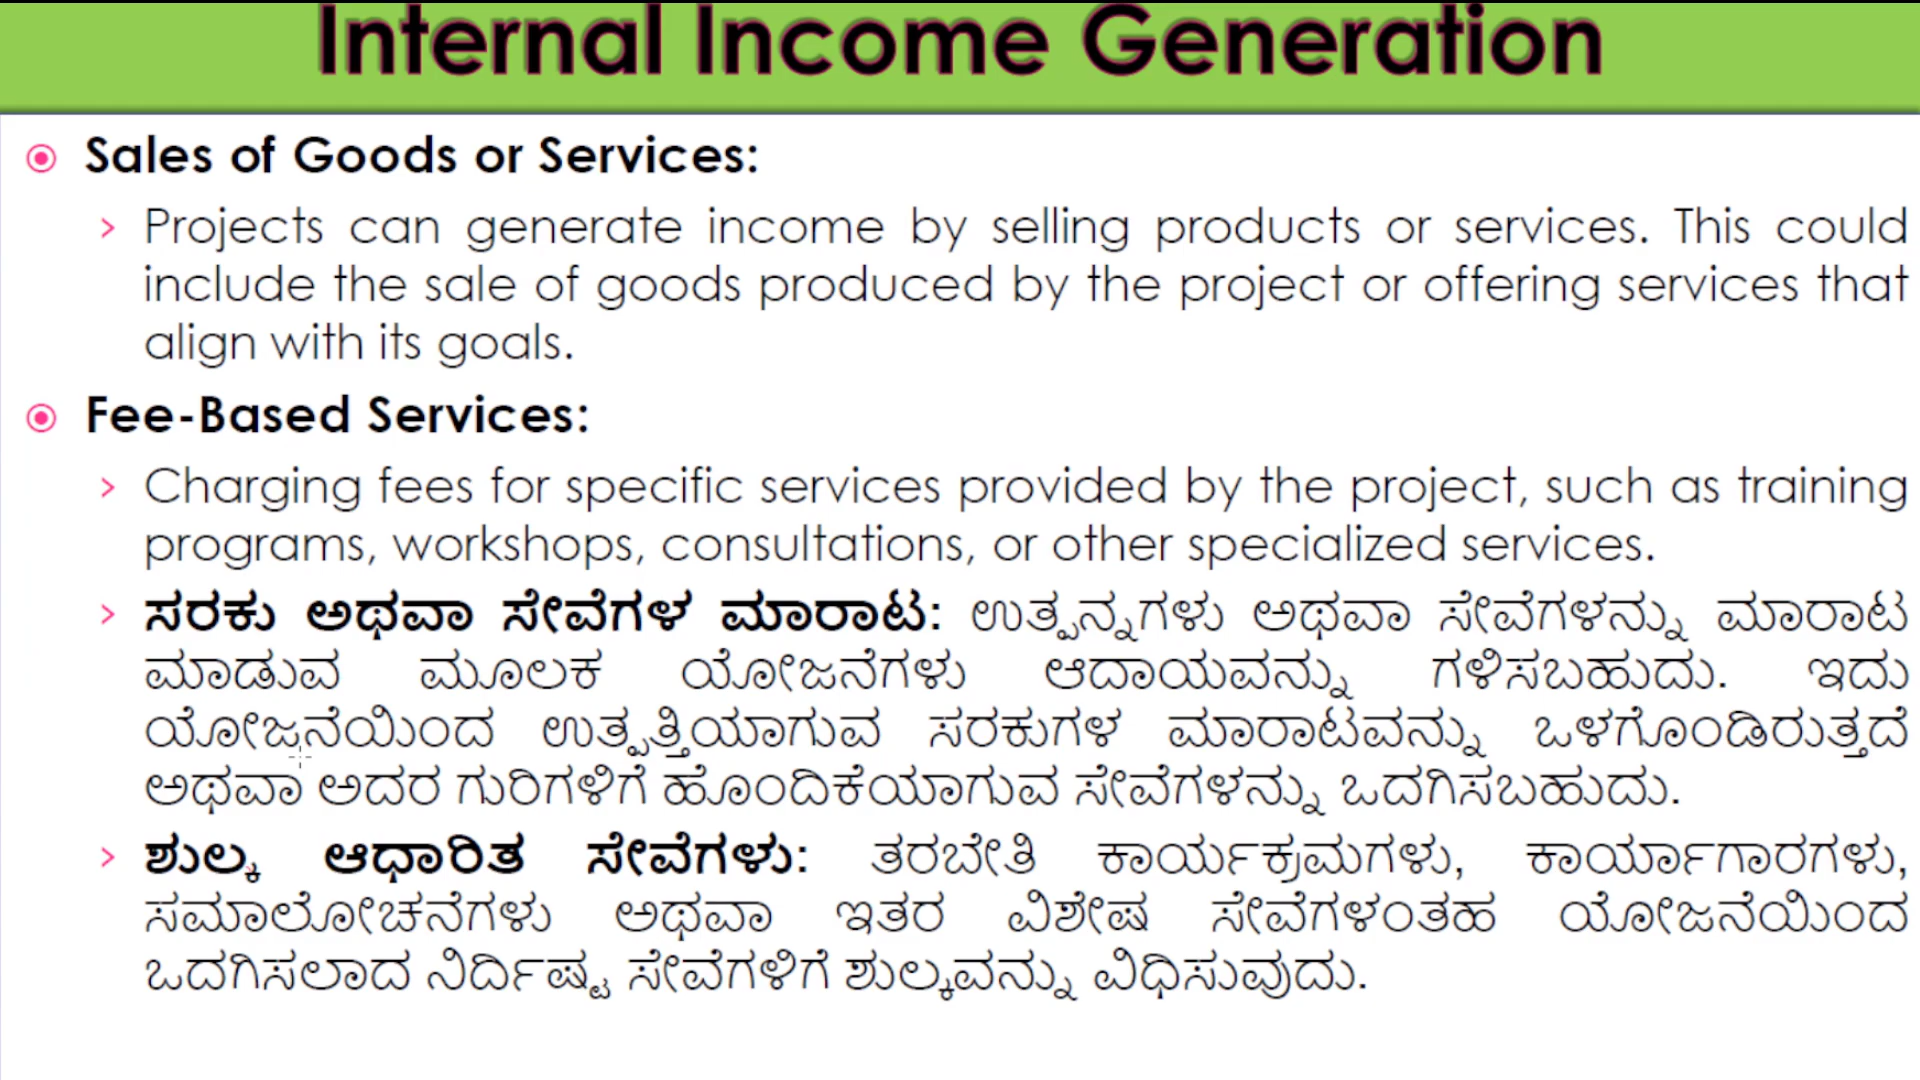 Internal Income Generation
Sales of Goods or Services:
Projects can generate income by selling products or services. This could
include the sale of goods produced by the project or offering services that
align with its goals.
Fee-Based Services:
Charging fees for specific services provided by the project, such as training
programs, workshops, consultations, or other specialized services.
ಸರಕು ಅಥವಾ ಸೇವೆಗಳ ಮಾರಾಟ: ಉತ್ಪನ್ನಗಳು ಅಥವಾ ಸೇವೆಗಳನ್ನು ಮಾರಾಟ
ಮಾಡುವ ಮೂಲಕ ಯೋಜನೆಗಳು ಆದಾಯವನ್ನು ಗಳಿಸಬಹುದು. ಇದು
ಯೋಜನೆಯಿಂದ ಉತ್ಪತ್ತಿಯಾಗುವ ಸರಕುಗಳ ಮಾರಾಟವನ್ನು ಒಳಗೊಂಡಿರುತ್ತದೆ
ಅಥವಾ ಅದರ ಗುರಿಗಳಿಗೆ ಹೊಂದಿಕೆಯಾಗುವ ಸೇವೆಗಳನ್ನು ಒದಗಿಸಬಹುದು.
ಶುಲ್ಕ ಆಧಾರಿತ ಸೇವೆಗಳು: ತರಬೇತಿ ಕಾರ್ಯಕ್ರಮಗಳು, ಕಾರ್ಯಾಗಾರಗಳು,
ಸಮಾಲೋಚನೆಗಳು ಅಥವಾ ಇತರ ವಿಶೇಷ ಸೇವೆಗಳಂತಹ ಯೋಜನೆಯಿಂದ
ಒದಗಿಸಲಾದ ನಿರ್ದಿಷ್ಟ ಸೇವೆಗಳಿಗೆ ಶುಲ್ಕವನ್ನು ವಿಧಿಸುವುದು.